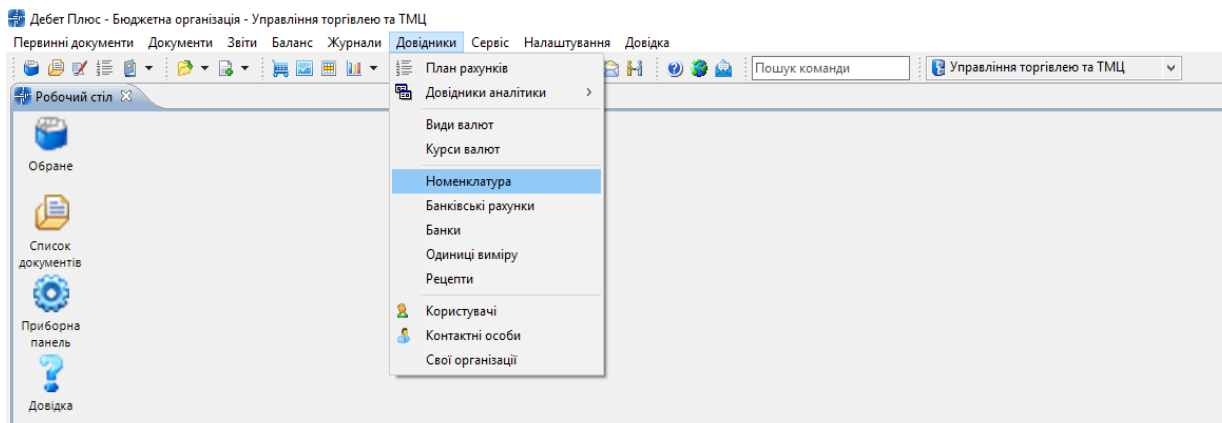 Дебет Плюс - Бюджетна організація - Управління торгівлею та ТМЦ
Первинні документи Документи Звіти Баланс Журнали Довідники Сервіс Налаштування Довідка
Пошук команди Управління торгівлею та ТМЦ
Робочий стіл
Обране
Список
документів
Приборна
панель
Довідка
План рахунків
Довідники аналітики
Види валют
Курси валют
Номенклатура
Банківські рахунки
Банки
Одиниці виміру
Рецепти
Користувачі
Контактні особи
Свої організації